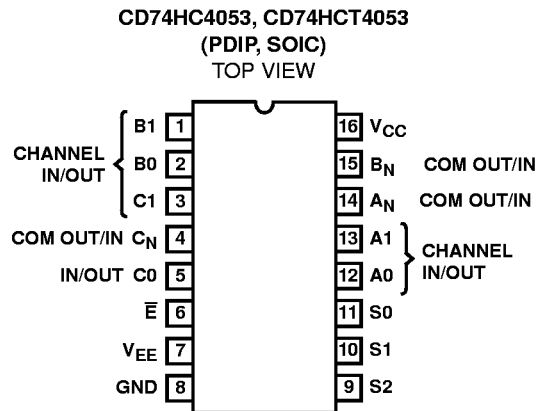 CD74HC4053, CD74HCT4053
(PDIP, SOIC)
TOP VIEW
B1 1 16 VCC
CHANNEL IN/OUT
B0 2 15 BN COM OUT/IN
C1 3 14 AN COM OUT/IN
COM OUT/IN CN 4 13 A1
CHANNEL IN/OUT
IN/OUT C0 5 12 A0
E̅ 6 11 S0
VEE 7 10 S1
GND 8 9 S2